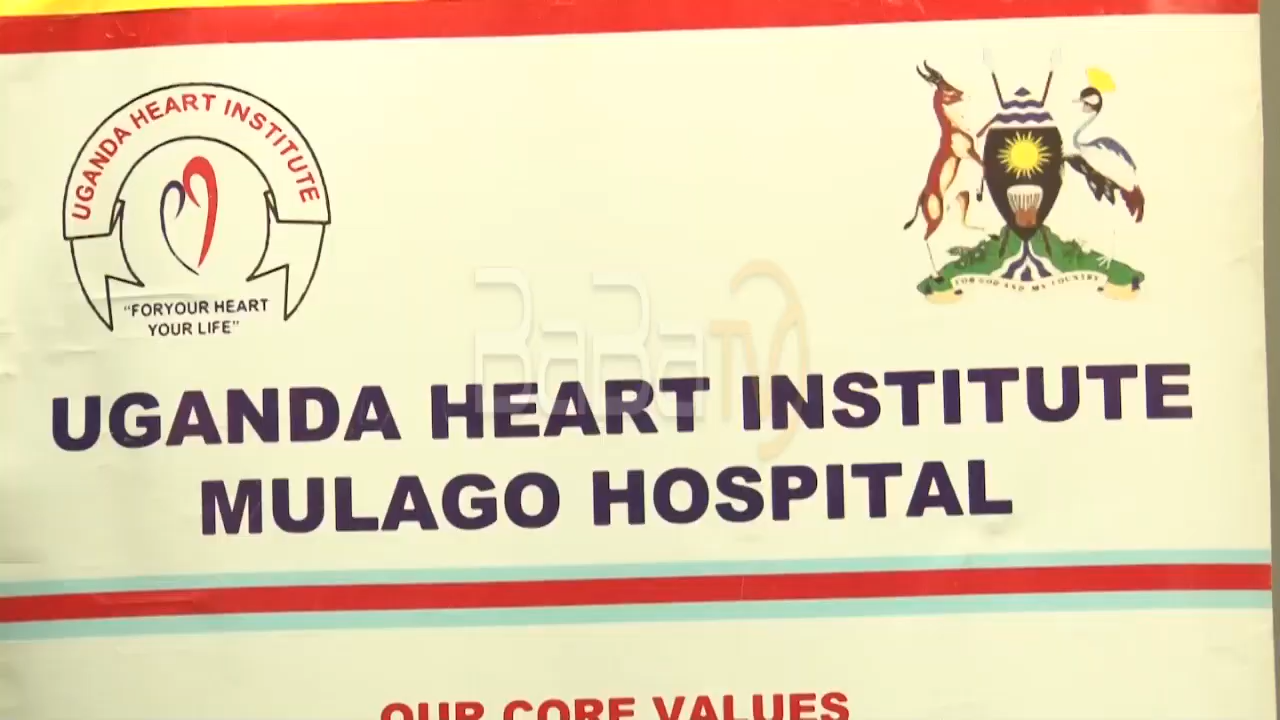 UGANDA HEART INSTITUTE
"FORYOUR HEART
YOUR LIFE"
FOR GOD AND MY COUNTRY
BaBaTV
UGANDA HEART INSTITUTE
MULAGO HOSPITAL
OUR CORE VALUES